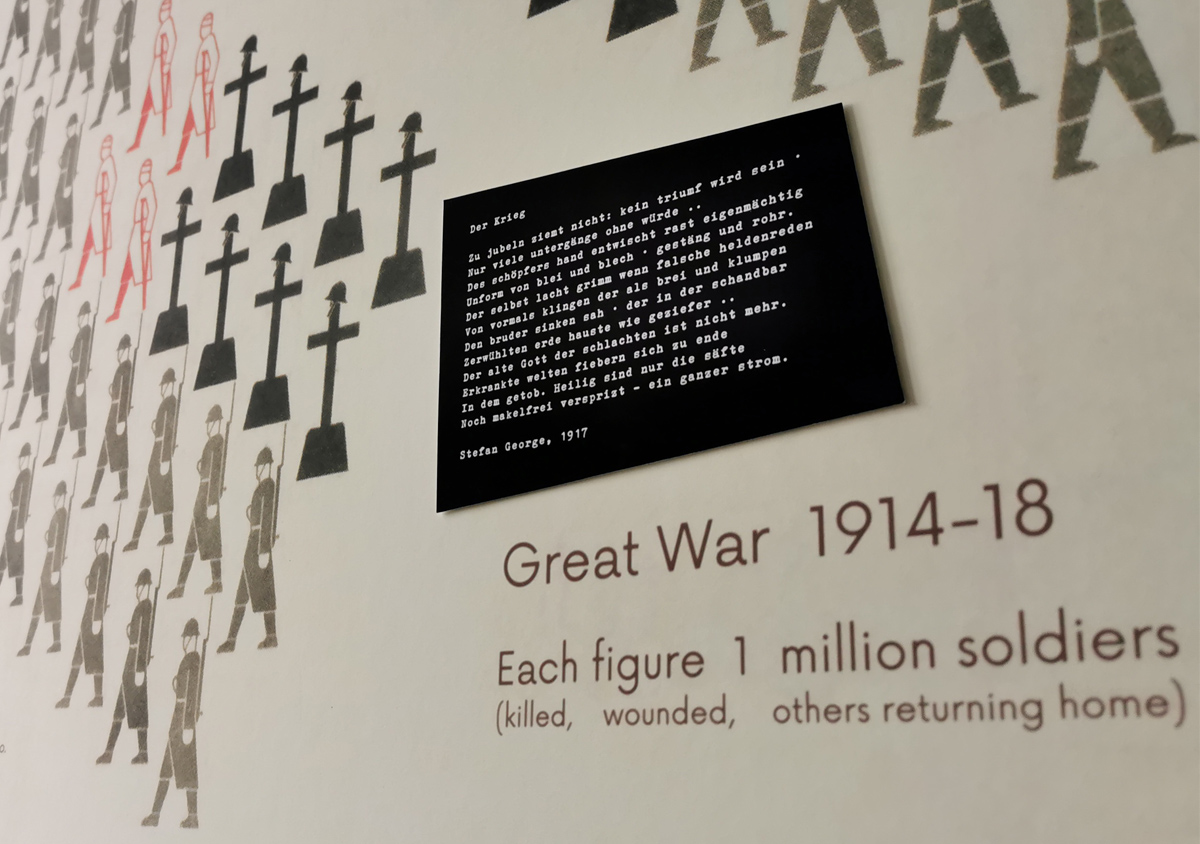 Der Krieg
Zu jubeln ziemt nicht: kein triumf wird sein ·
Nur viele untergänge ohne würde ..
Des schöpfers hand entwischt rast eigenmächtig
Unform von blei und blech · gestäng und rohr.
Der selbst lacht grimm wenn falsche heldenreden
Von vormals klingen der als brei und klumpen
Den bruder sinken sah · der in der schandbar
Zerwühlten erde hauste wie geziefer ..
Der alte Gott der schlachten ist nicht mehr.
Erkrankte welten fiebern sich zu ende
In dem getob. Heilig sind nur die säfte
Noch makelfrei versprizt – ein ganzer strom.
Stefan George, 1917
Great War 1914-18
Each figure 1 million soldiers
(killed, wounded, others returning home)